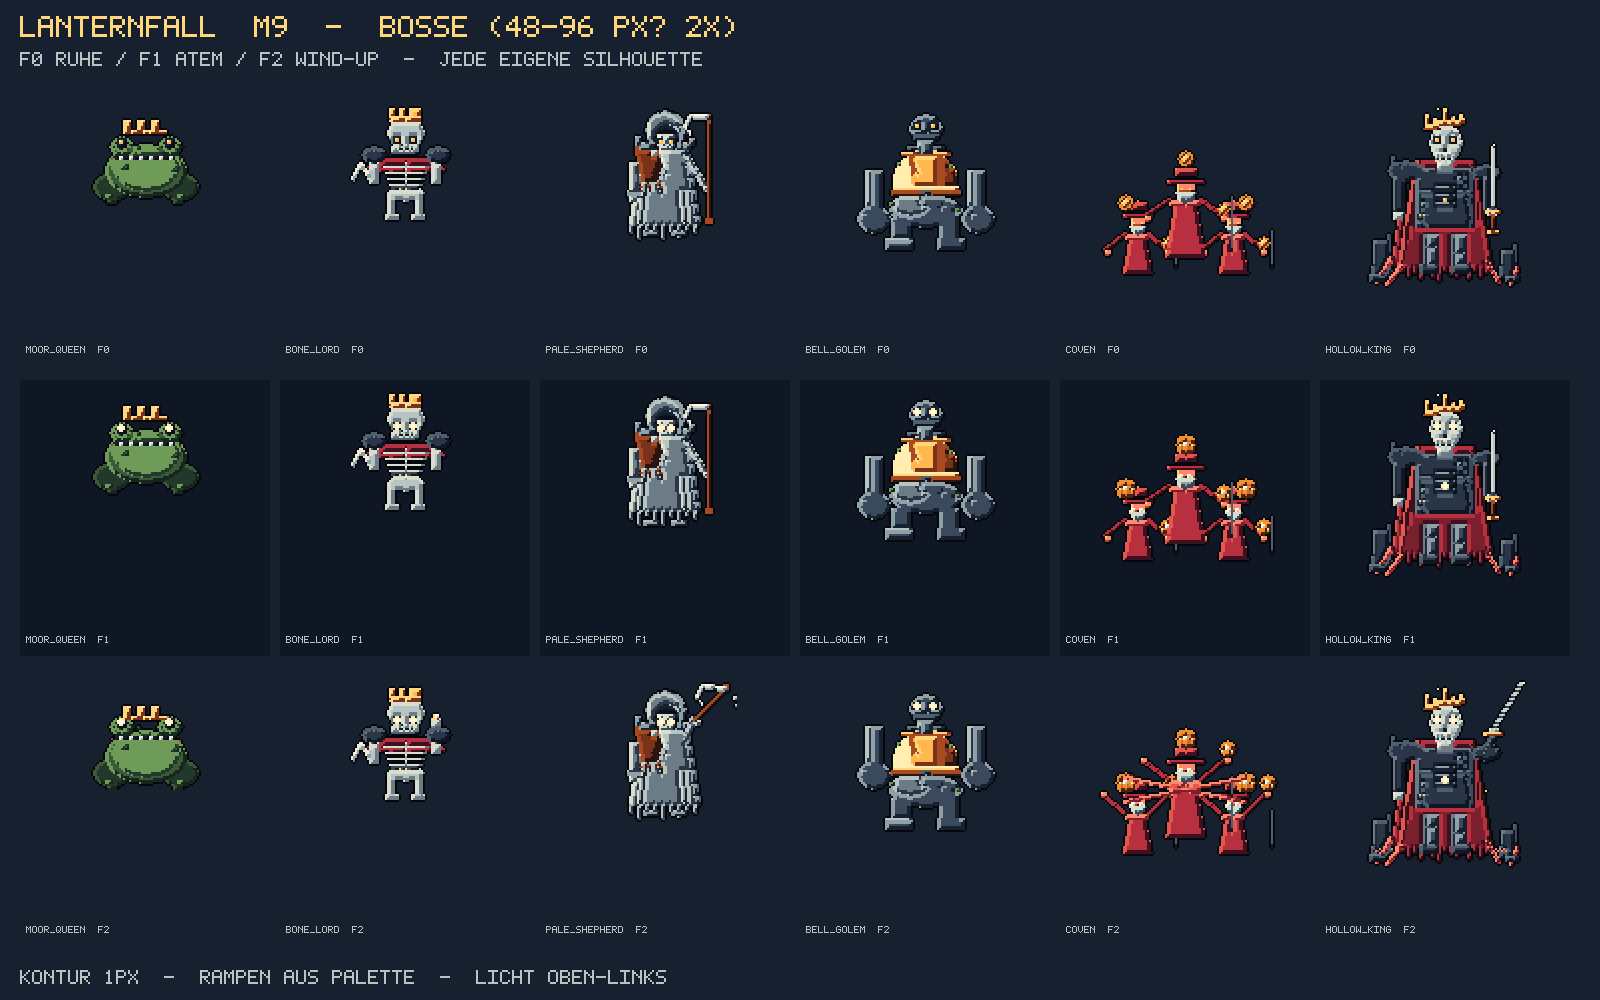 LANTERNFALL  M9  -  BOSSE (48-96 PX? 2X)
F0 RUHE / F1 ATEM / F2 WIND-UP  -  JEDE EIGENE SILHOUETTE
MOOR_QUEEN  F0
BONE_LORD  F0
PALE_SHEPHERD  F0
BELL_GOLEM  F0
COVEN  F0
HOLLOW_KING  F0
MOOR_QUEEN  F1
BONE_LORD  F1
PALE_SHEPHERD  F1
BELL_GOLEM  F1
COVEN  F1
HOLLOW_KING  F1
MOOR_QUEEN  F2
BONE_LORD  F2
PALE_SHEPHERD  F2
BELL_GOLEM  F2
COVEN  F2
HOLLOW_KING  F2
KONTUR 1PX  -  RAMPEN AUS PALETTE  -  LICHT OBEN-LINKS